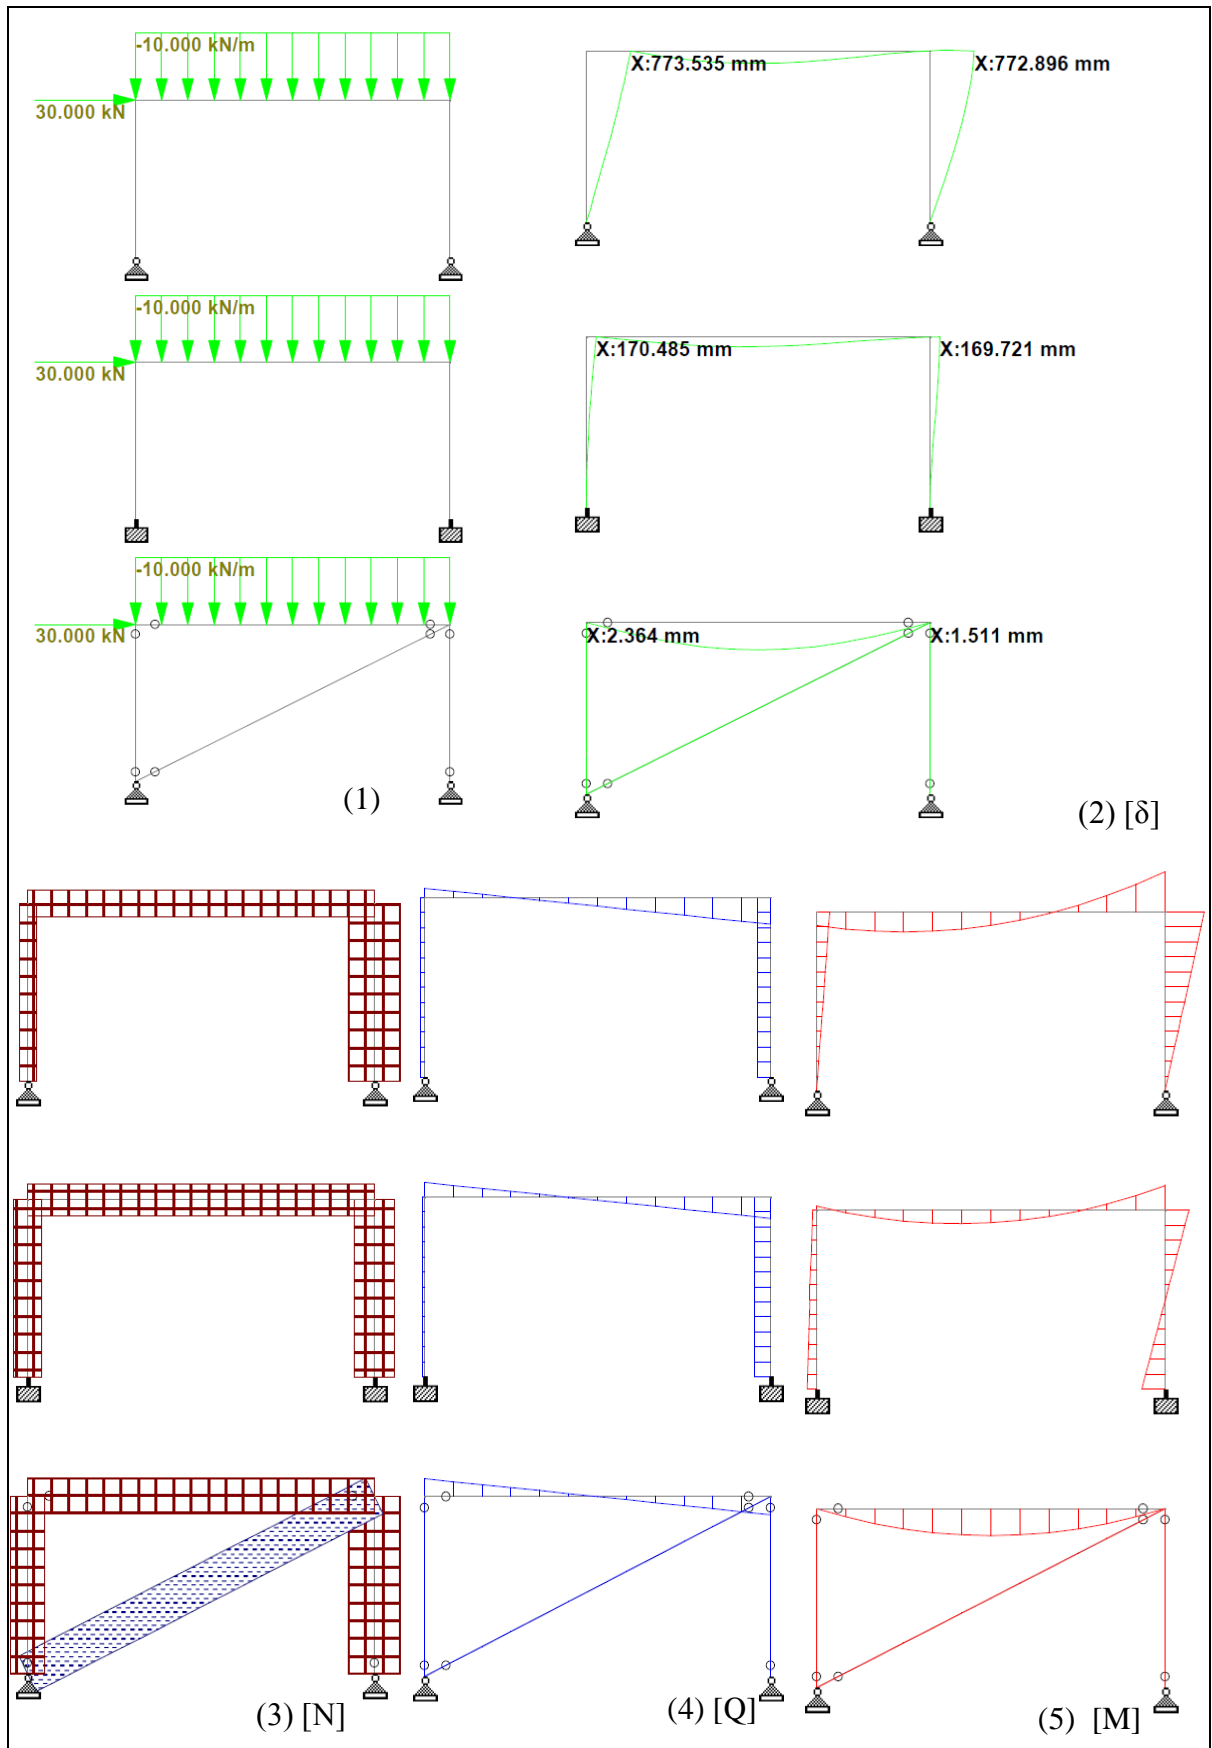 -10.000 kN/m
30.000 kN
X:773.535 mm
X:772.896 mm
-10.000 kN/m
30.000 kN
X:170.485 mm
X:169.721 mm
-10.000 kN/m
30.000 kN
X:2.364 mm
X:1.511 mm
(1)
(2) [δ]
(3) [N]
(4) [Q]
(5) [M]